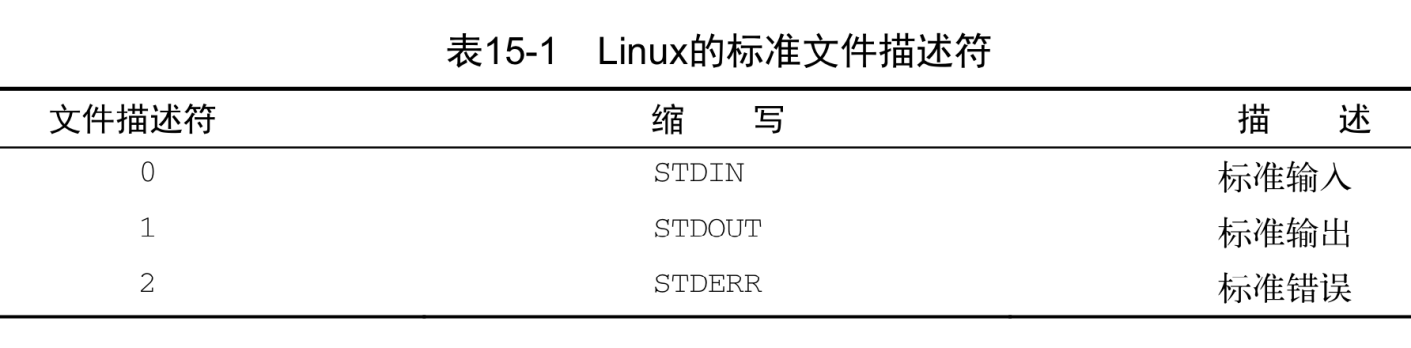 表15-1 Linux的标准文件描述符
文件描述符 缩 写 描 述
0 STDIN 标准输入
1 STDOUT 标准输出
2 STDERR 标准错误